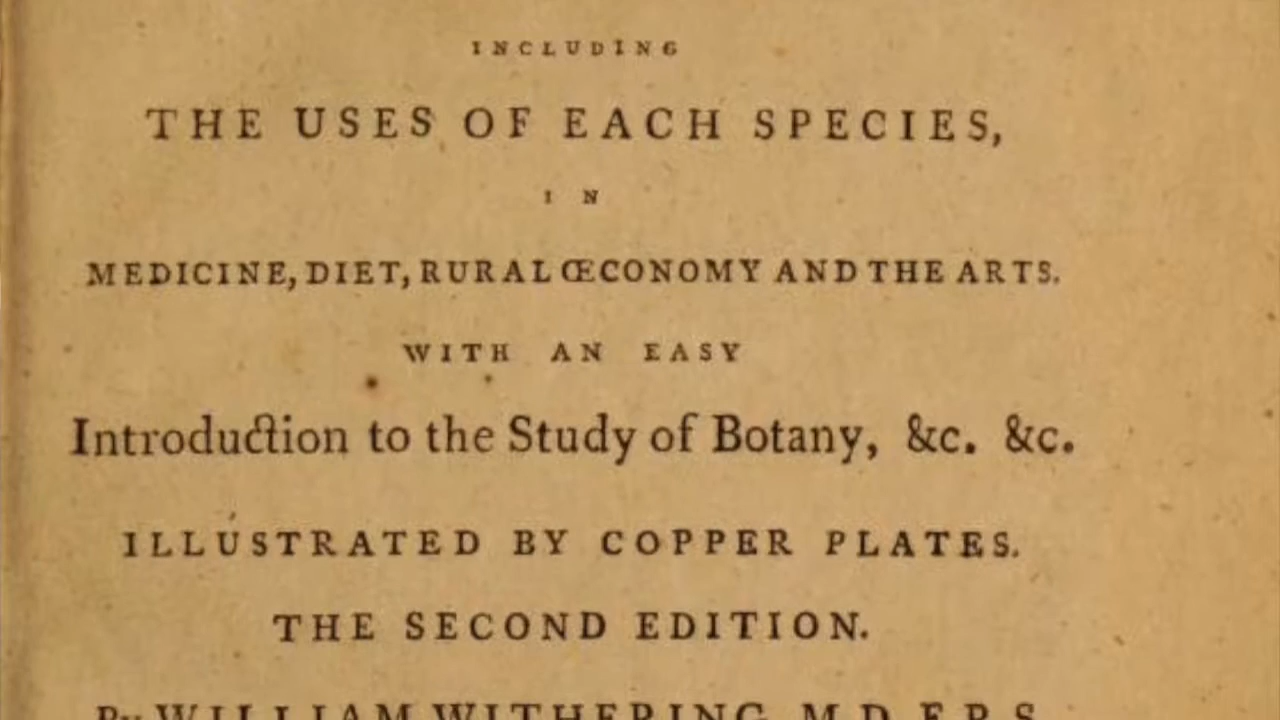 INCLUDING
THE USES OF EACH SPECIES,
IN
MEDICINE, DIET, RURAL ŒCONOMY AND THE ARTS.
WITH AN EASY
Introduction to the Study of Botany, &c. &c.
ILLUSTRATED BY COPPER PLATES.
THE SECOND EDITION.
By WILLIAM WITHERING M.D. F.R.S.